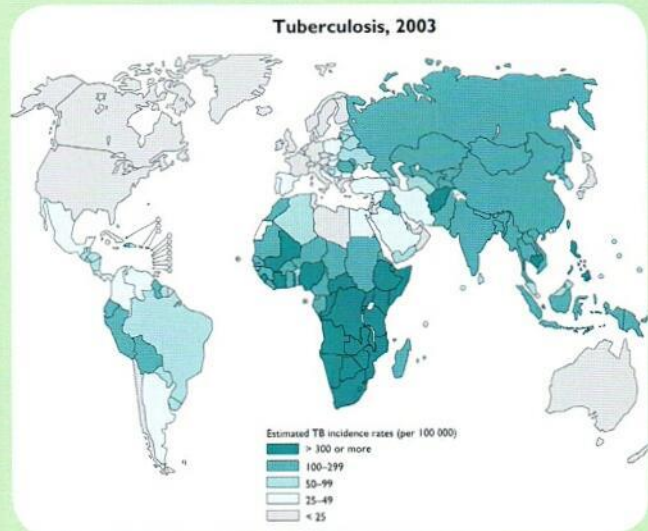 Tuberculosis, 2003
Estimated TB incidence rates (per 100 000)
> 300 or more
100–299
50–99
25–49
< 25